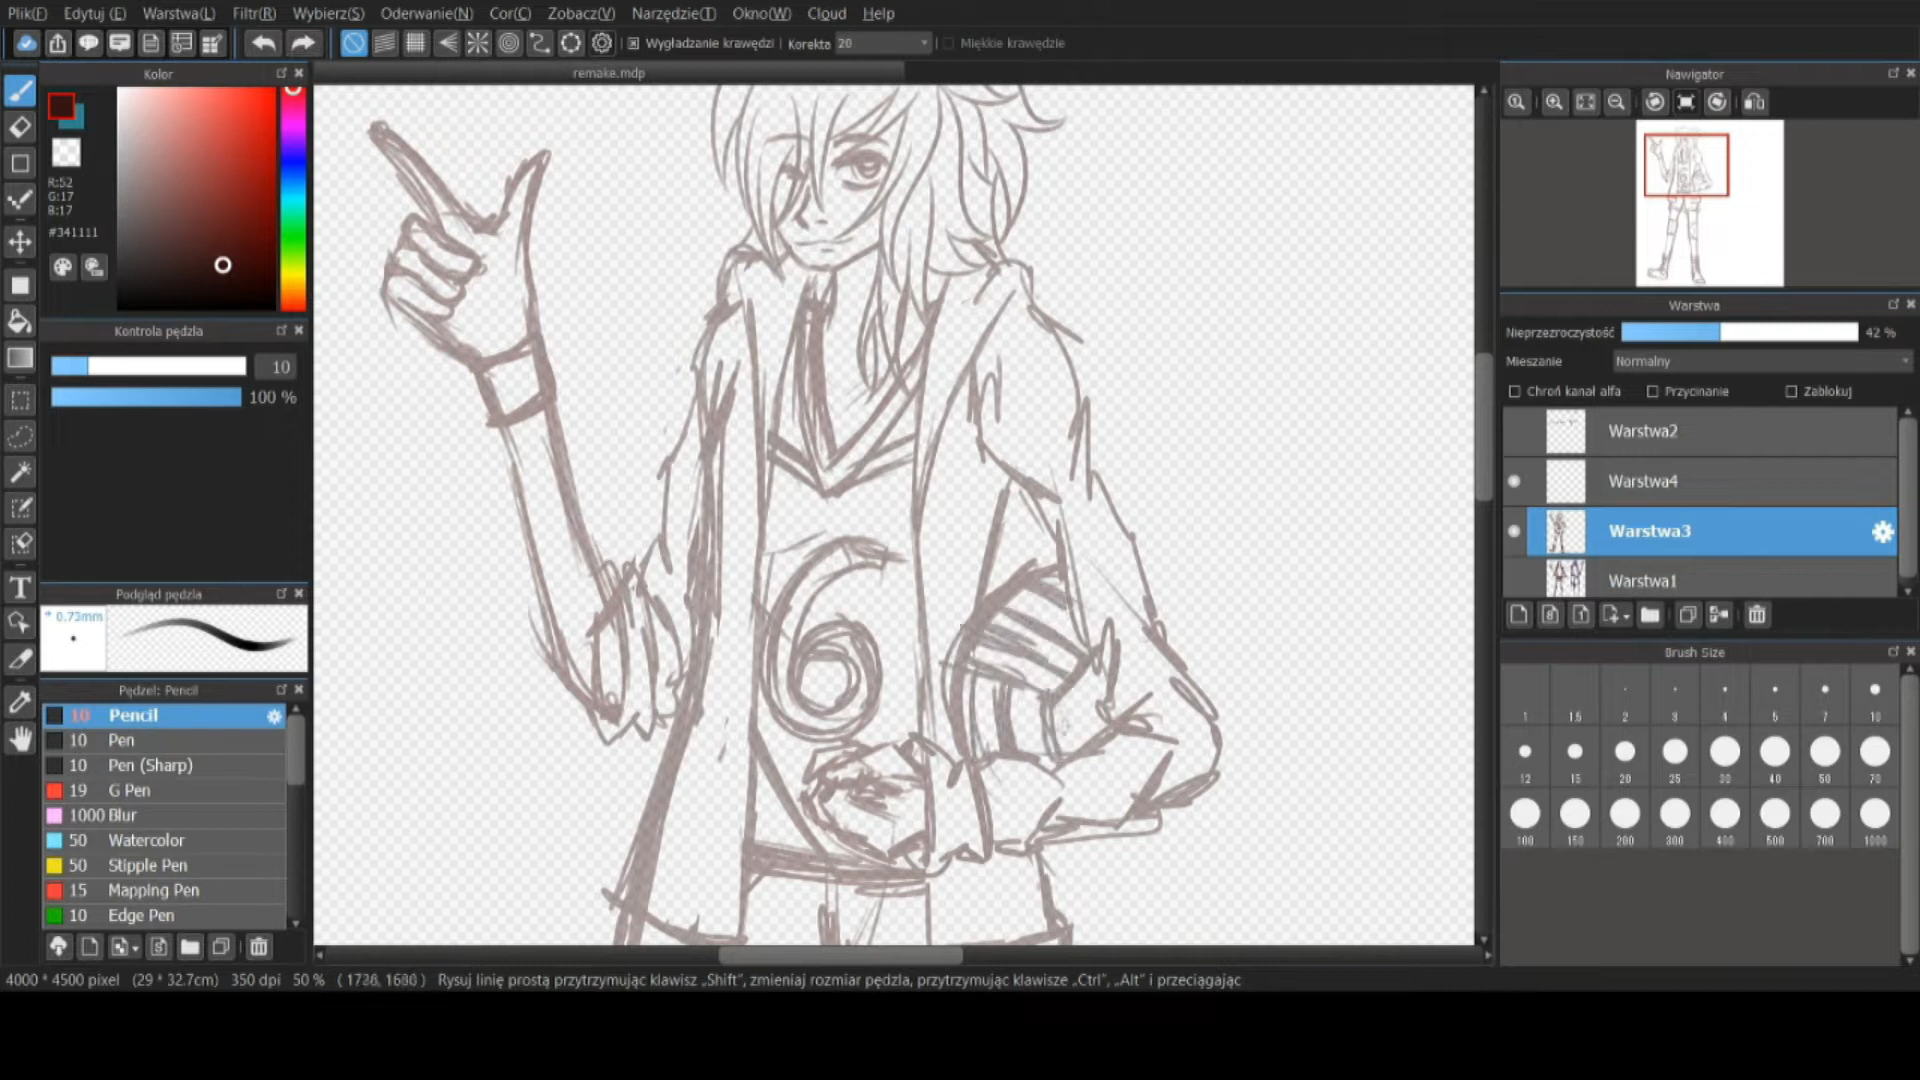 Plik(F) Edytuj (E) Warstwa(L) Filtr(R) Wybierz(S) Oderwanie(N) Cor(C) Zobacz(V) Narzędzie(T) Okno(W) Cloud Help
Wygładzanie krawędzi Korekta 20 Miękkie krawędzie
Kolor
remake.mdp
R:52
G:17
B:17
#341111
Kontrola pędzla
10
100 %
Podgląd pędzla
* 0.73mm
Pędzel: Pencil
10 Pencil
10 Pen
10 Pen (Sharp)
19 G Pen
1000 Blur
50 Watercolor
50 Stipple Pen
15 Mapping Pen
10 Edge Pen
Nawigator
Warstwa
Nieprzezroczystość 42 %
Mieszanie Normalny
Chroń kanał alfa Przycinanie Zablokuj
Warstwa2
Warstwa4
Warstwa3
Warstwa1
Brush Size
1 1.5 2 3 4 5 7 10
12 15 20 25 30 40 50 70
100 150 200 300 400 500 700 1000
4000 * 4500 pixel (29 * 32.7cm) 350 dpi 50 % ( 1726, 1680 ) Rysuj linię prostą przytrzymując klawisz „Shift”, zmieniaj rozmiar pędzla, przytrzymując klawisze „Ctrl”, „Alt” i przeciągając